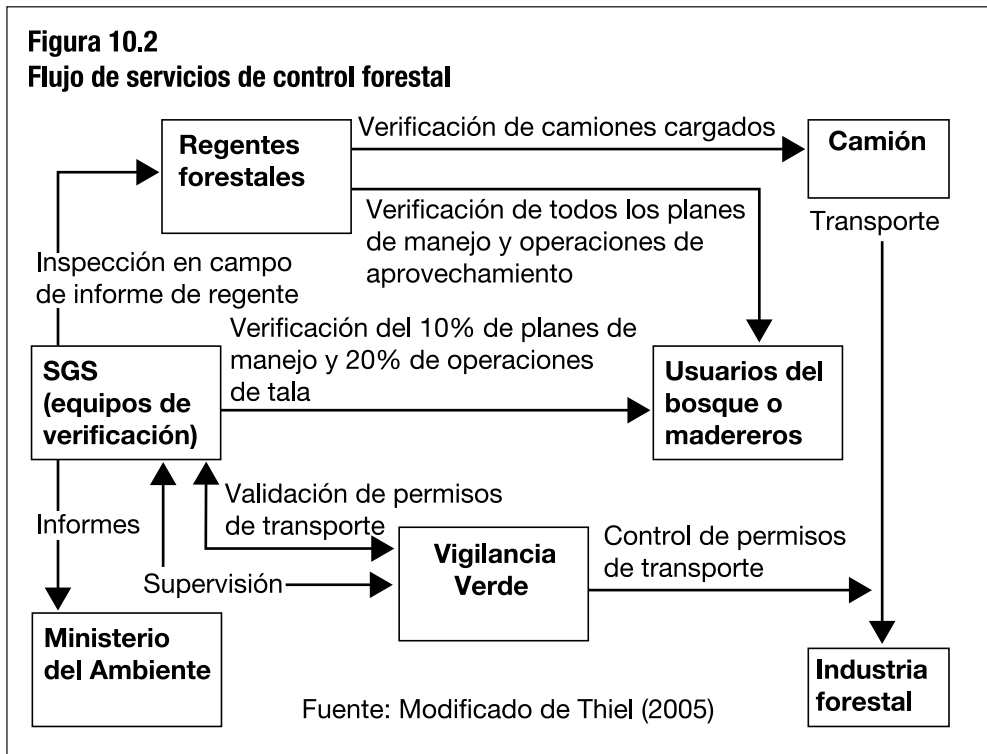 Figura 10.2
Flujo de servicios de control forestal
Verificación de camiones cargados
Regentes
forestales
Camión
Verificación de todos los planes
de manejo y operaciones de
aprovechamiento
Transporte
Inspección en campo
de informe de regente
Verificación del 10% de planes de
manejo y 20% de operaciones
de tala
SGS
(equipos de
verificación)
Usuarios del
bosque o
madereros
Validación de permisos
de transporte
Informes
Supervisión
Vigilancia
Verde
Control de permisos
de transporte
Ministerio
del Ambiente
Industria
forestal
Fuente: Modificado de Thiel (2005)